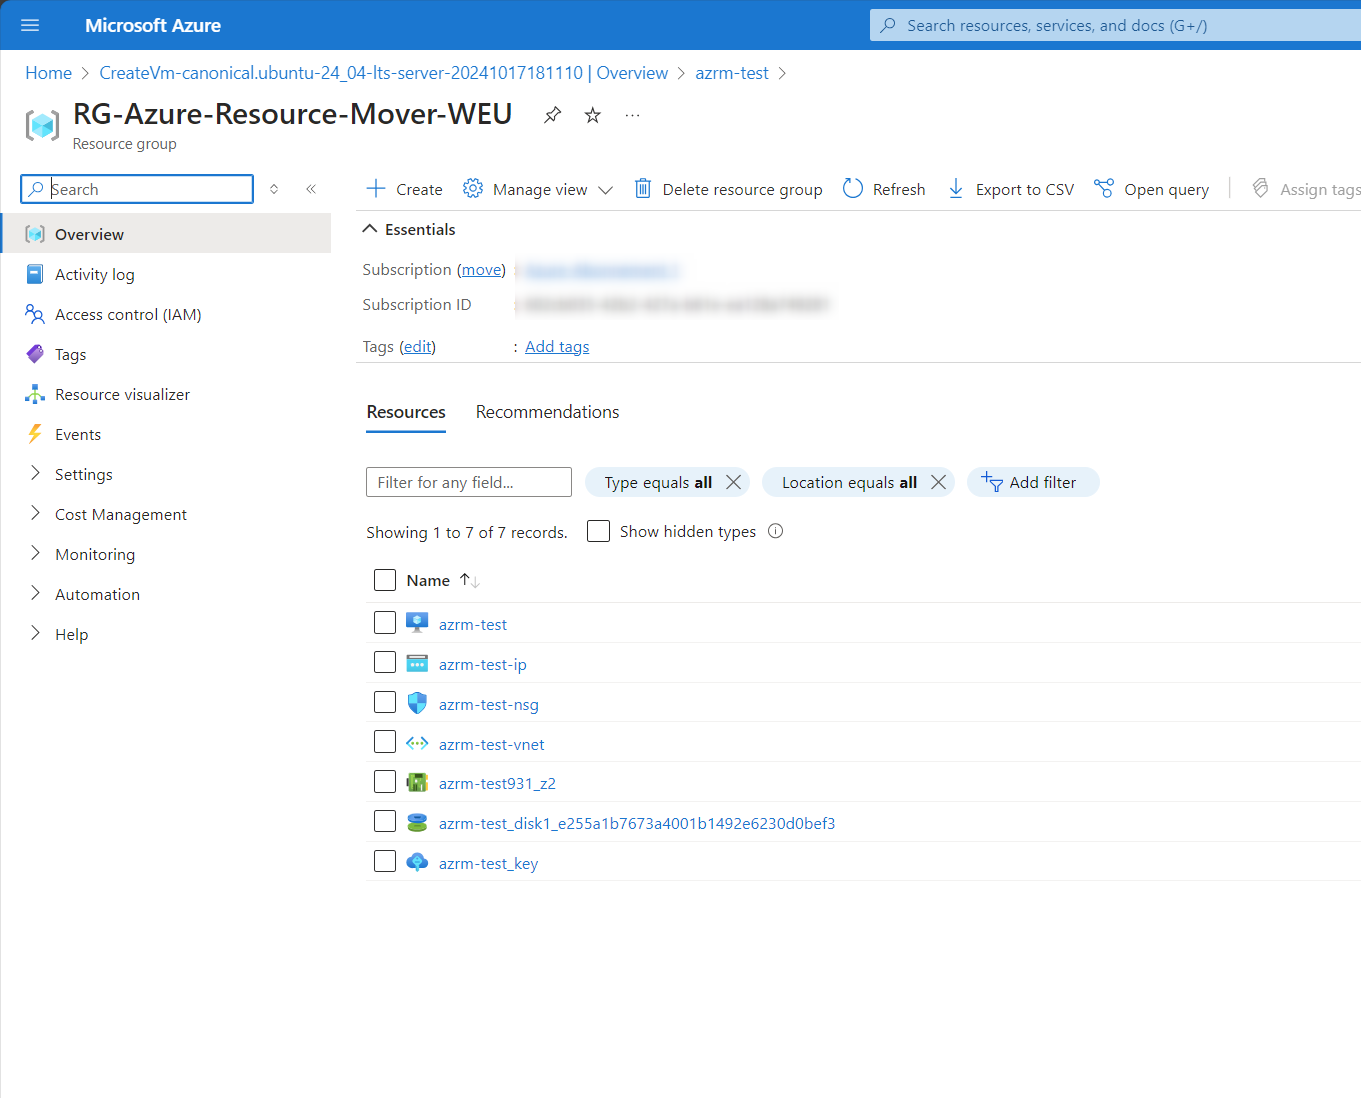 Microsoft Azure
Search resources, services, and docs (G+/)
Home > CreateVm-canonical.ubuntu-24_04-lts-server-20241017181110 | Overview > azrm-test >
RG-Azure-Resource-Mover-WEU
...
Resource group
Search
Overview
Activity log
Access control (IAM)
Tags
Resource visualizer
Events
Settings
Cost Management
Monitoring
Automation
Help
Create
Manage view
Delete resource group
Refresh
Export to CSV
Open query
Assign tags
Essentials
Subscription (move) :
Subscription ID :
Tags (edit) : Add tags
Resources Recommendations
Filter for any field...
Type equals all
Location equals all
Add filter
Showing 1 to 7 of 7 records.
Show hidden types
Name ↑↓
azrm-test
azrm-test-ip
azrm-test-nsg
azrm-test-vnet
azrm-test931_z2
azrm-test_disk1_e255a1b7673a4001b1492e6230d0bef3
azrm-test_key